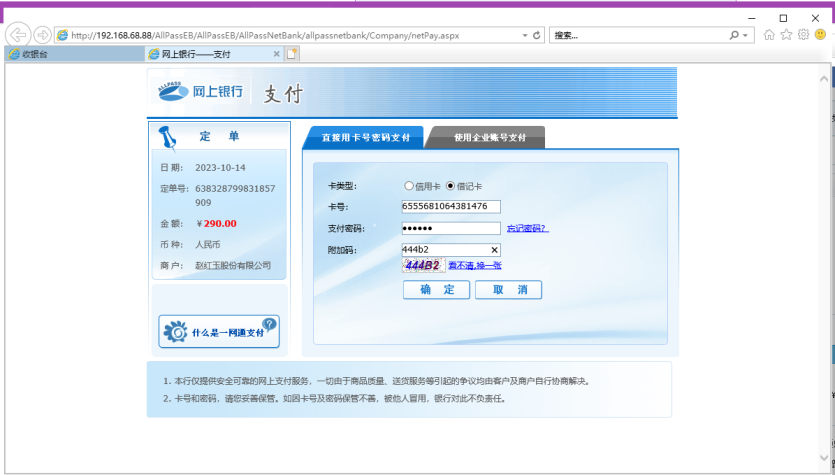 http://192.168.68.88/AllPassEB/AllPassEB/AllPassNetBank/allpassnetbank/Company/netPay.aspx
搜索...
收银台
网上银行——支付
ALLPASS
网上银行
支付
定 单
日 期: 2023-10-14
定单号: 638328799831857
909
金 额: ￥290.00
币 种: 人民币
商 户: 赵红玉股份有限公司
什么是一网通支付
直接用卡号密码支付
使用企业账号支付
卡类型: 信用卡 借记卡
卡号: 6555681064381476
支付密码: ●●●●●● 忘记密码?
附加码: 444b2
444B2 看不清,换一张
确 定 取 消
1. 本行仅提供安全可靠的网上支付服务，一切由于商品质量、送货服务等引起的争议均由客户及商户自行协商解决。
2. 卡号和密码，请您妥善保管。如因卡号及密码保管不善，被他人冒用，银行对此不负责任。